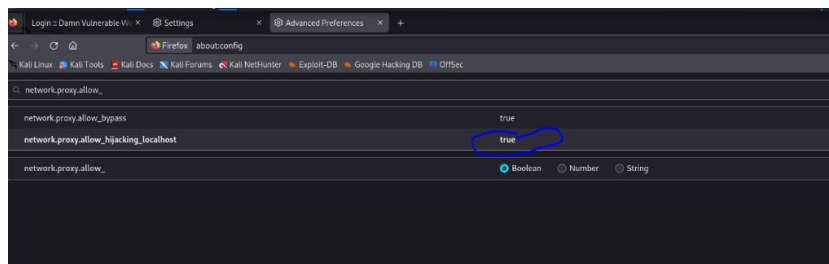 Login :: Damn Vulnerable We Settings Advanced Preferences
Firefox about:config
Kali Linux Kali Tools Kali Docs Kali Forums Kali NetHunter Exploit-DB Google Hacking DB OffSec
network.proxy.allow_
network.proxy.allow_bypass true
network.proxy.allow_hijacking_localhost true
network.proxy.allow_ Boolean Number String